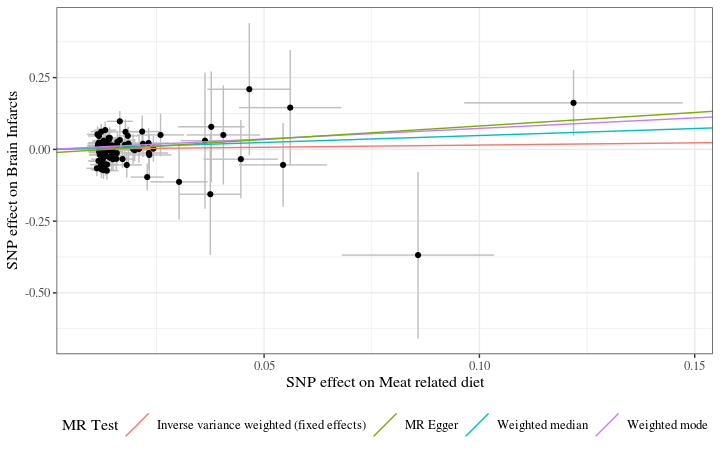 SNP effect on Brain Infarcts
0.25
0.00
-0.25
-0.50
0.05
0.10
0.15
SNP effect on Meat related diet
MR Test
Inverse variance weighted (fixed effects)
MR Egger
Weighted median
Weighted mode